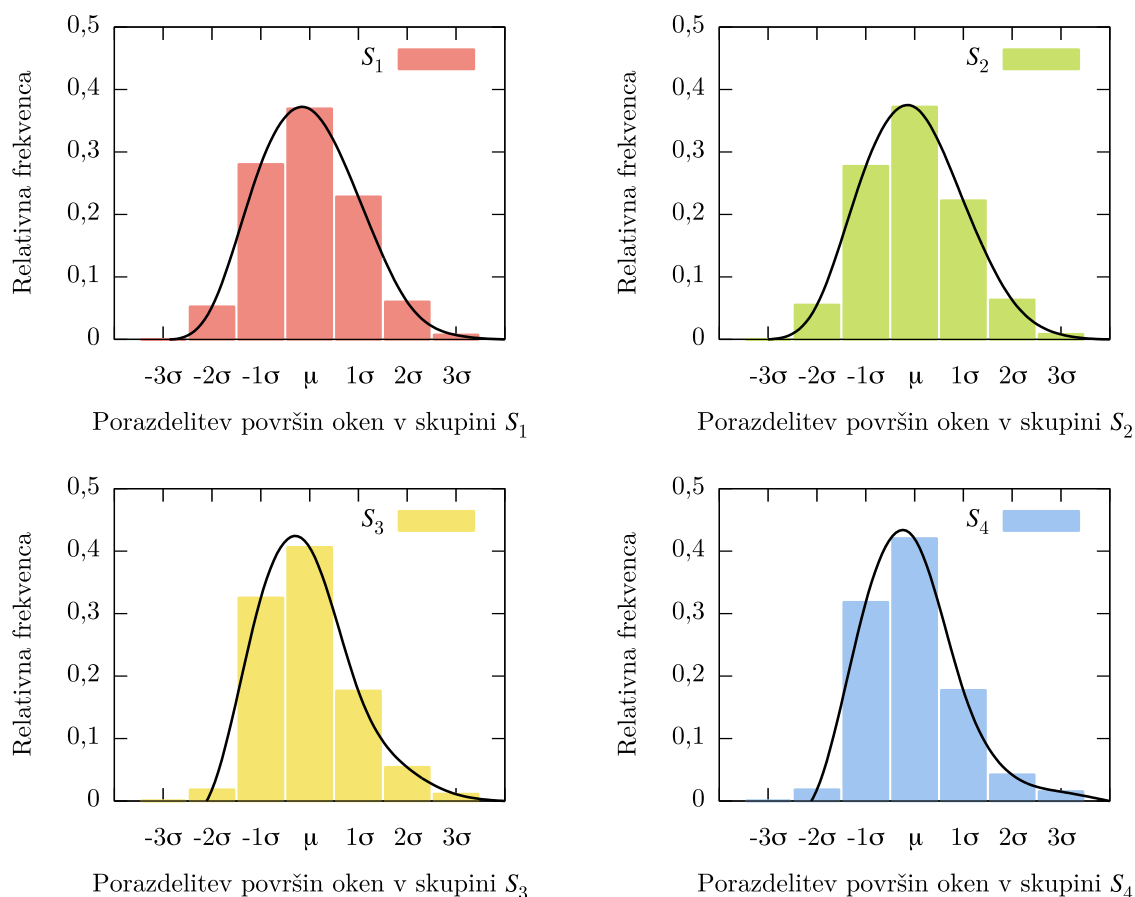 Relativna frekvenca
0,5
0,4
0,3
0,2
0,1
0
S1
-3σ -2σ -1σ μ 1σ 2σ 3σ
Porazdelitev površin oken v skupini S1
Relativna frekvenca
0,5
0,4
0,3
0,2
0,1
0
S2
-3σ -2σ -1σ μ 1σ 2σ 3σ
Porazdelitev površin oken v skupini S2
Relativna frekvenca
0,5
0,4
0,3
0,2
0,1
0
S3
-3σ -2σ -1σ μ 1σ 2σ 3σ
Porazdelitev površin oken v skupini S3
Relativna frekvenca
0,5
0,4
0,3
0,2
0,1
0
S4
-3σ -2σ -1σ μ 1σ 2σ 3σ
Porazdelitev površin oken v skupini S4